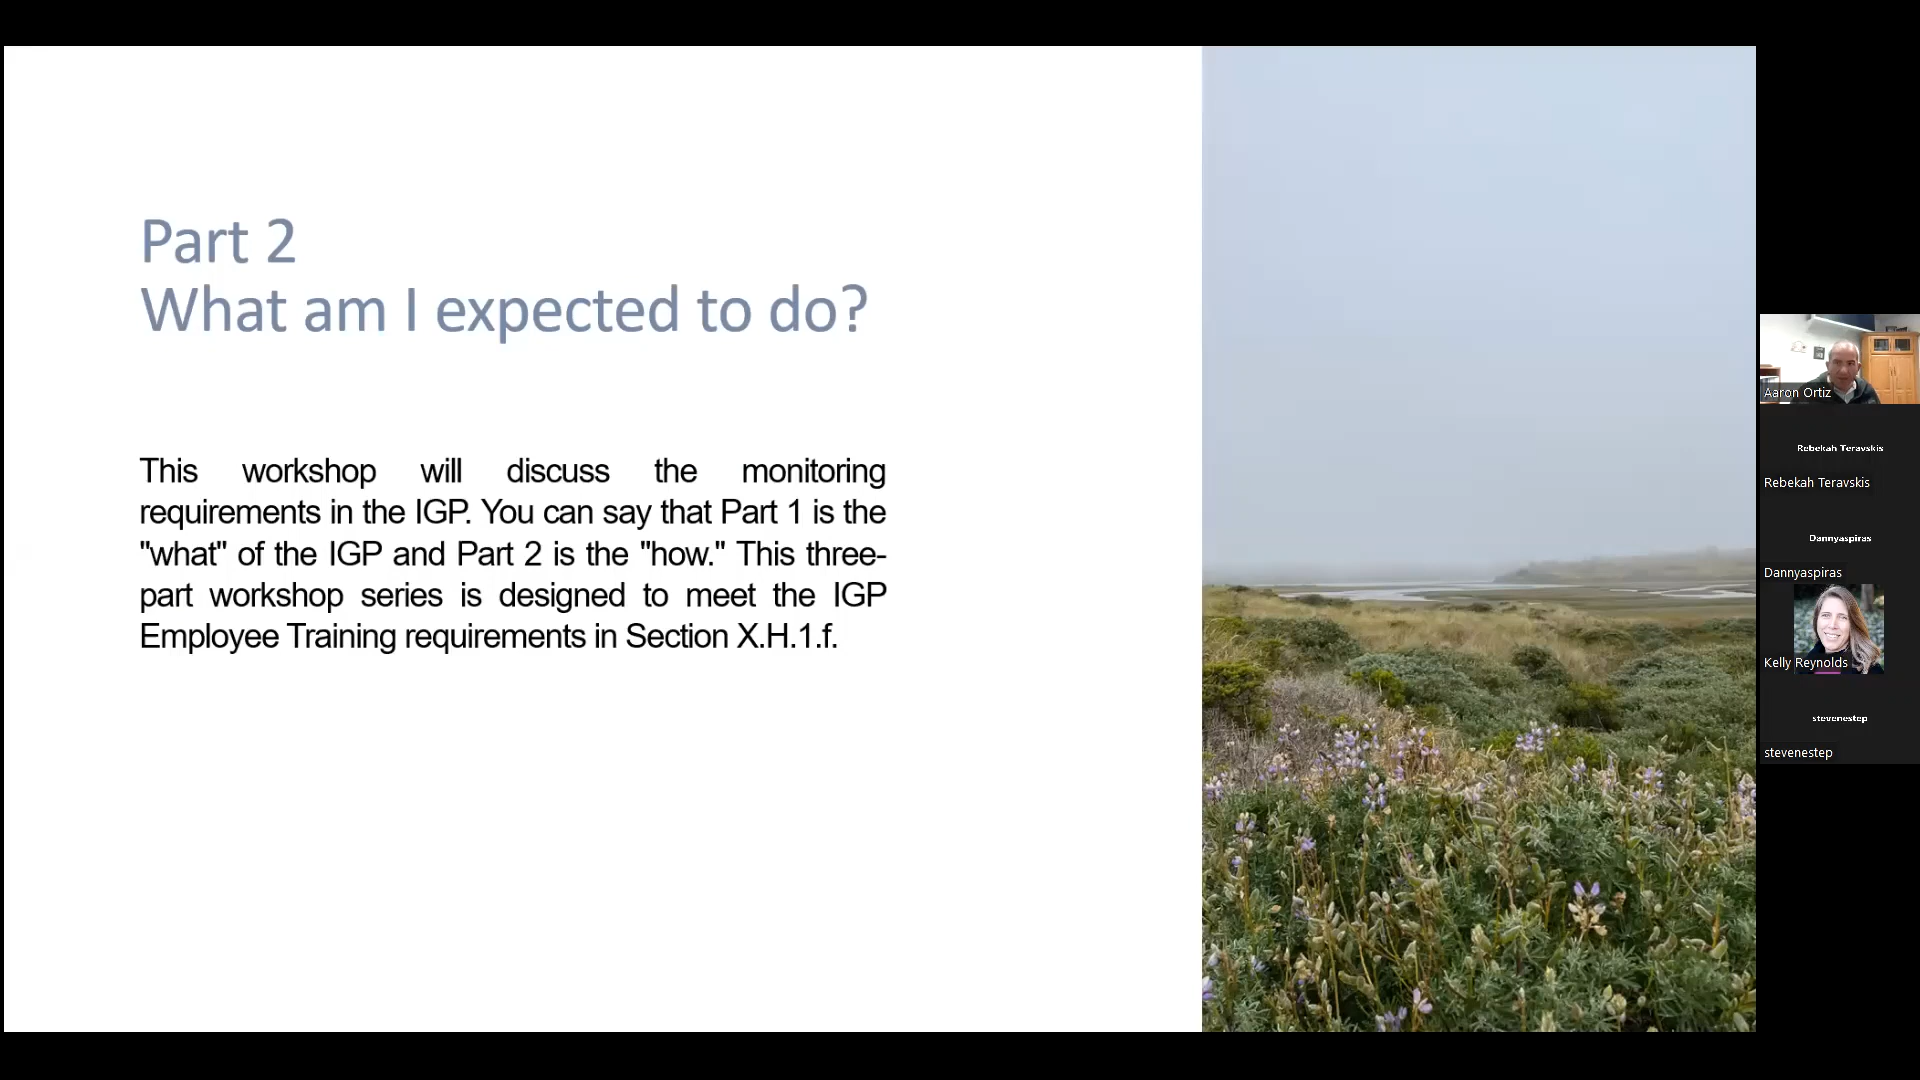 Part 2
What am I expected to do?
This workshop will discuss the monitoring
requirements in the IGP. You can say that Part 1 is the
"what" of the IGP and Part 2 is the "how." This three-
part workshop series is designed to meet the IGP
Employee Training requirements in Section X.H.1.f.
Aaron Ortiz
Rebekah Teravskis
Rebekah Teravskis
Dannyaspiras
Dannyaspiras
Kelly Reynolds
stevenestep
stevenestep